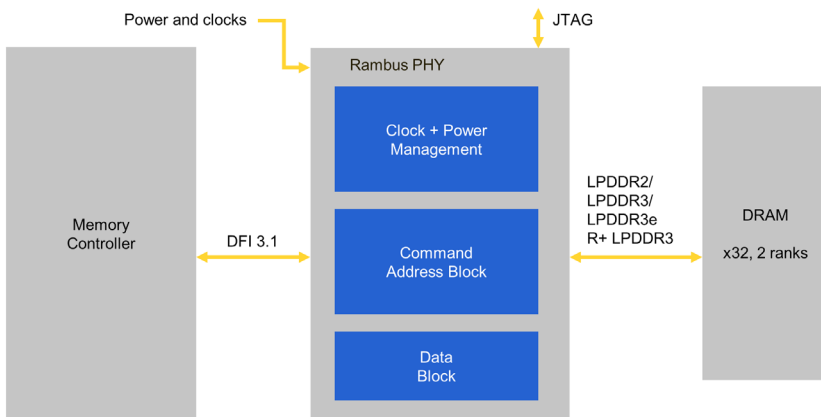 Power and clocks
JTAG
Rambus PHY
Clock + Power
Management
Memory
Controller
DFI 3.1
Command
Address Block
LPDDR2/
LPDDR3/
LPDDR3e
R+ LPDDR3
DRAM
x32, 2 ranks
Data
Block